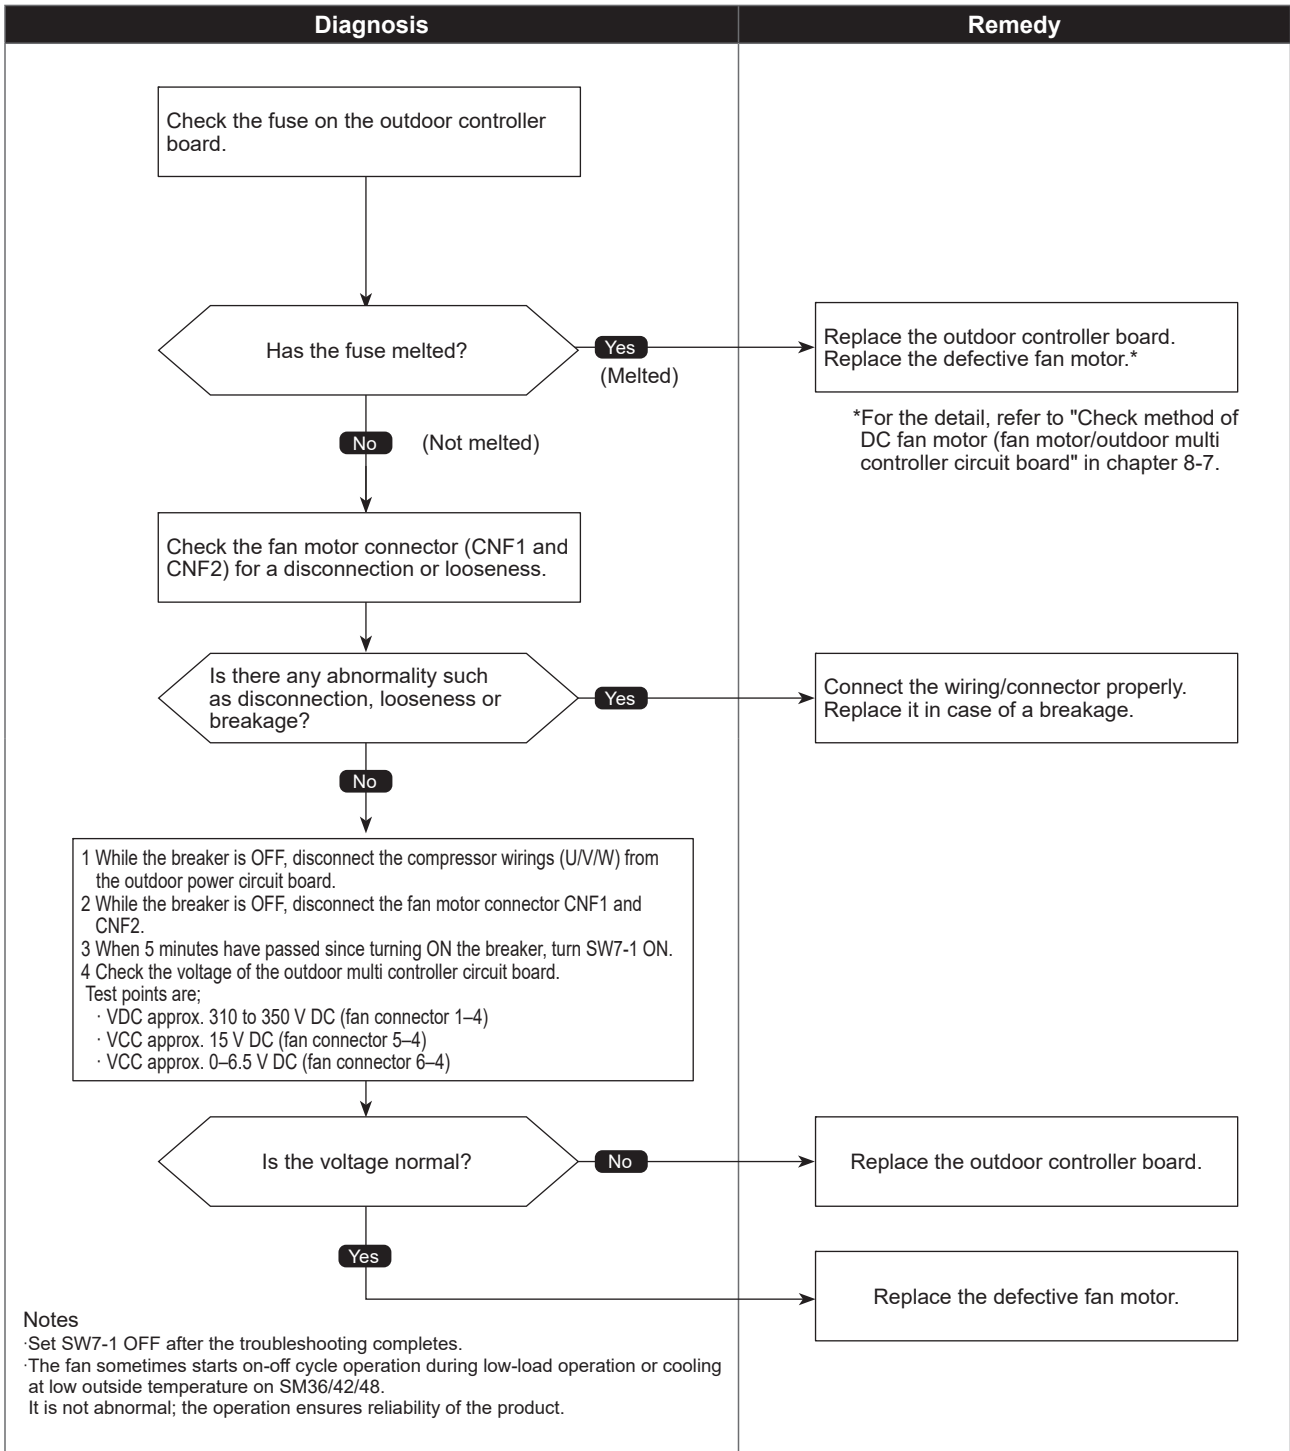 Diagnosis
Remedy
Check the fuse on the outdoor controller
board.
Has the fuse melted?
Yes
(Melted)
Replace the outdoor controller board.
Replace the defective fan motor.*
*For the detail, refer to "Check method of
DC fan motor (fan motor/outdoor multi
controller circuit board" in chapter 8-7.
No
(Not melted)
Check the fan motor connector (CNF1 and
CNF2) for a disconnection or looseness.
Is there any abnormality such
as disconnection, looseness or
breakage?
Yes
Connect the wiring/connector properly.
Replace it in case of a breakage.
No
1 While the breaker is OFF, disconnect the compressor wirings (U/V/W) from
the outdoor power circuit board.
2 While the breaker is OFF, disconnect the fan motor connector CNF1 and
CNF2.
3 When 5 minutes have passed since turning ON the breaker, turn SW7-1 ON.
4 Check the voltage of the outdoor multi controller circuit board.
Test points are;
· VDC approx. 310 to 350 V DC (fan connector 1–4)
· VCC approx. 15 V DC (fan connector 5–4)
· VCC approx. 0–6.5 V DC (fan connector 6–4)
Is the voltage normal?
No
Replace the outdoor controller board.
Yes
Replace the defective fan motor.
Notes
·Set SW7-1 OFF after the troubleshooting completes.
·The fan sometimes starts on-off cycle operation during low-load operation or cooling
at low outside temperature on SM36/42/48.
It is not abnormal; the operation ensures reliability of the product.